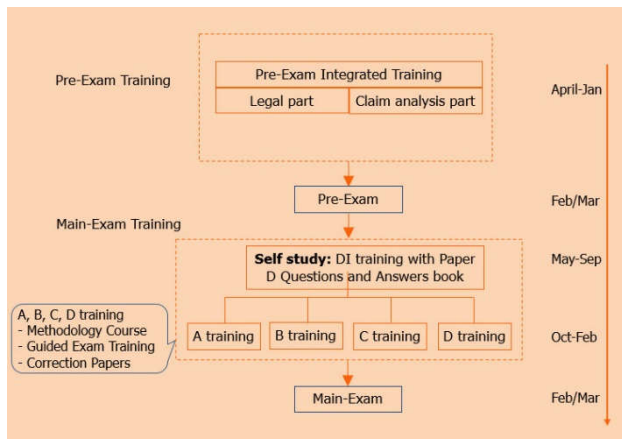 Pre-Exam Training
Pre-Exam Integrated Training
Legal part
Claim analysis part
April-Jan
Pre-Exam
Feb/Mar
Main-Exam Training
Self study: DI training with Paper
D Questions and Answers book
May-Sep
A, B, C, D training
- Methodology Course
- Guided Exam Training
- Correction Papers
A training
B training
C training
D training
Oct-Feb
Main-Exam
Feb/Mar